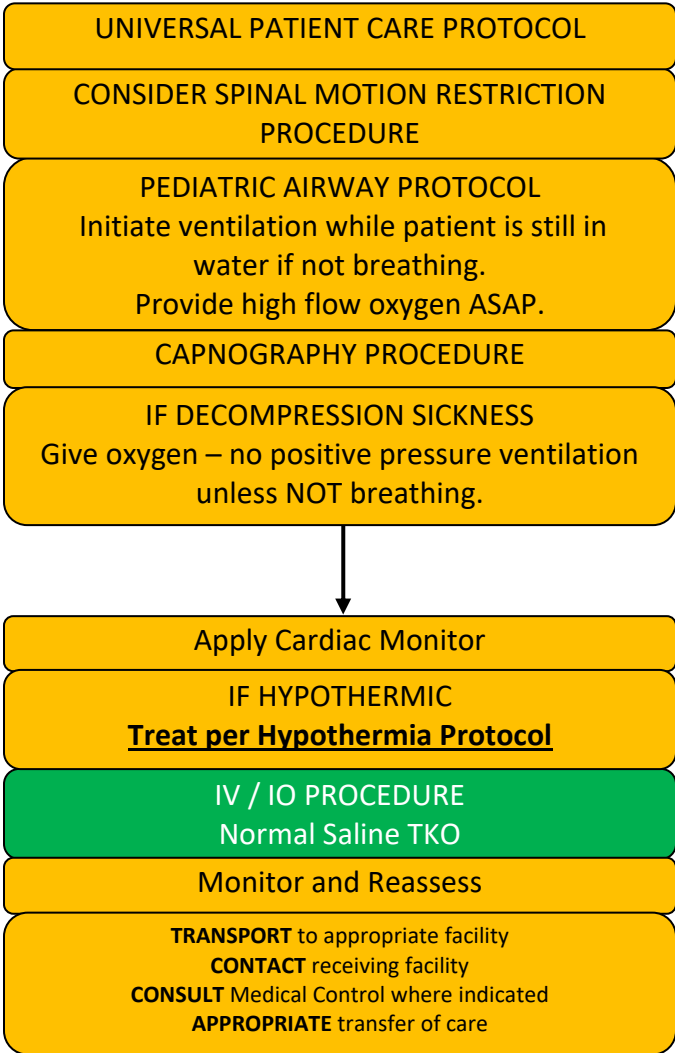 UNIVERSAL PATIENT CARE PROTOCOL
CONSIDER SPINAL MOTION RESTRICTION
PROCEDURE
PEDIATRIC AIRWAY PROTOCOL
Initiate ventilation while patient is still in
water if not breathing.
Provide high flow oxygen ASAP.
CAPNOGRAPHY PROCEDURE
IF DECOMPRESSION SICKNESS
Give oxygen – no positive pressure ventilation
unless NOT breathing.
Apply Cardiac Monitor
IF HYPOTHERMIC
Treat per Hypothermia Protocol
IV / IO PROCEDURE
Normal Saline TKO
Monitor and Reassess
TRANSPORT to appropriate facility
CONTACT receiving facility
CONSULT Medical Control where indicated
APPROPRIATE transfer of care